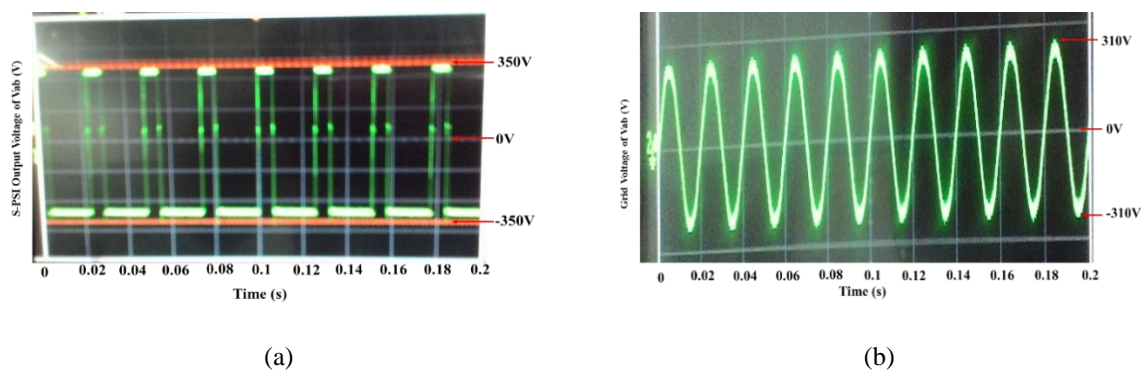 S-PSI Output Voltage of Vab (V)
350V
0V
-350V
0 0.02 0.04 0.06 0.08 0.1 0.12 0.14 0.16 0.18 0.2
Time (s)
(a)
Grid Voltage of Vab (V)
310V
0V
-310V
0 0.02 0.04 0.06 0.08 0.1 0.12 0.14 0.16 0.18 0.2
Time (s)
(b)